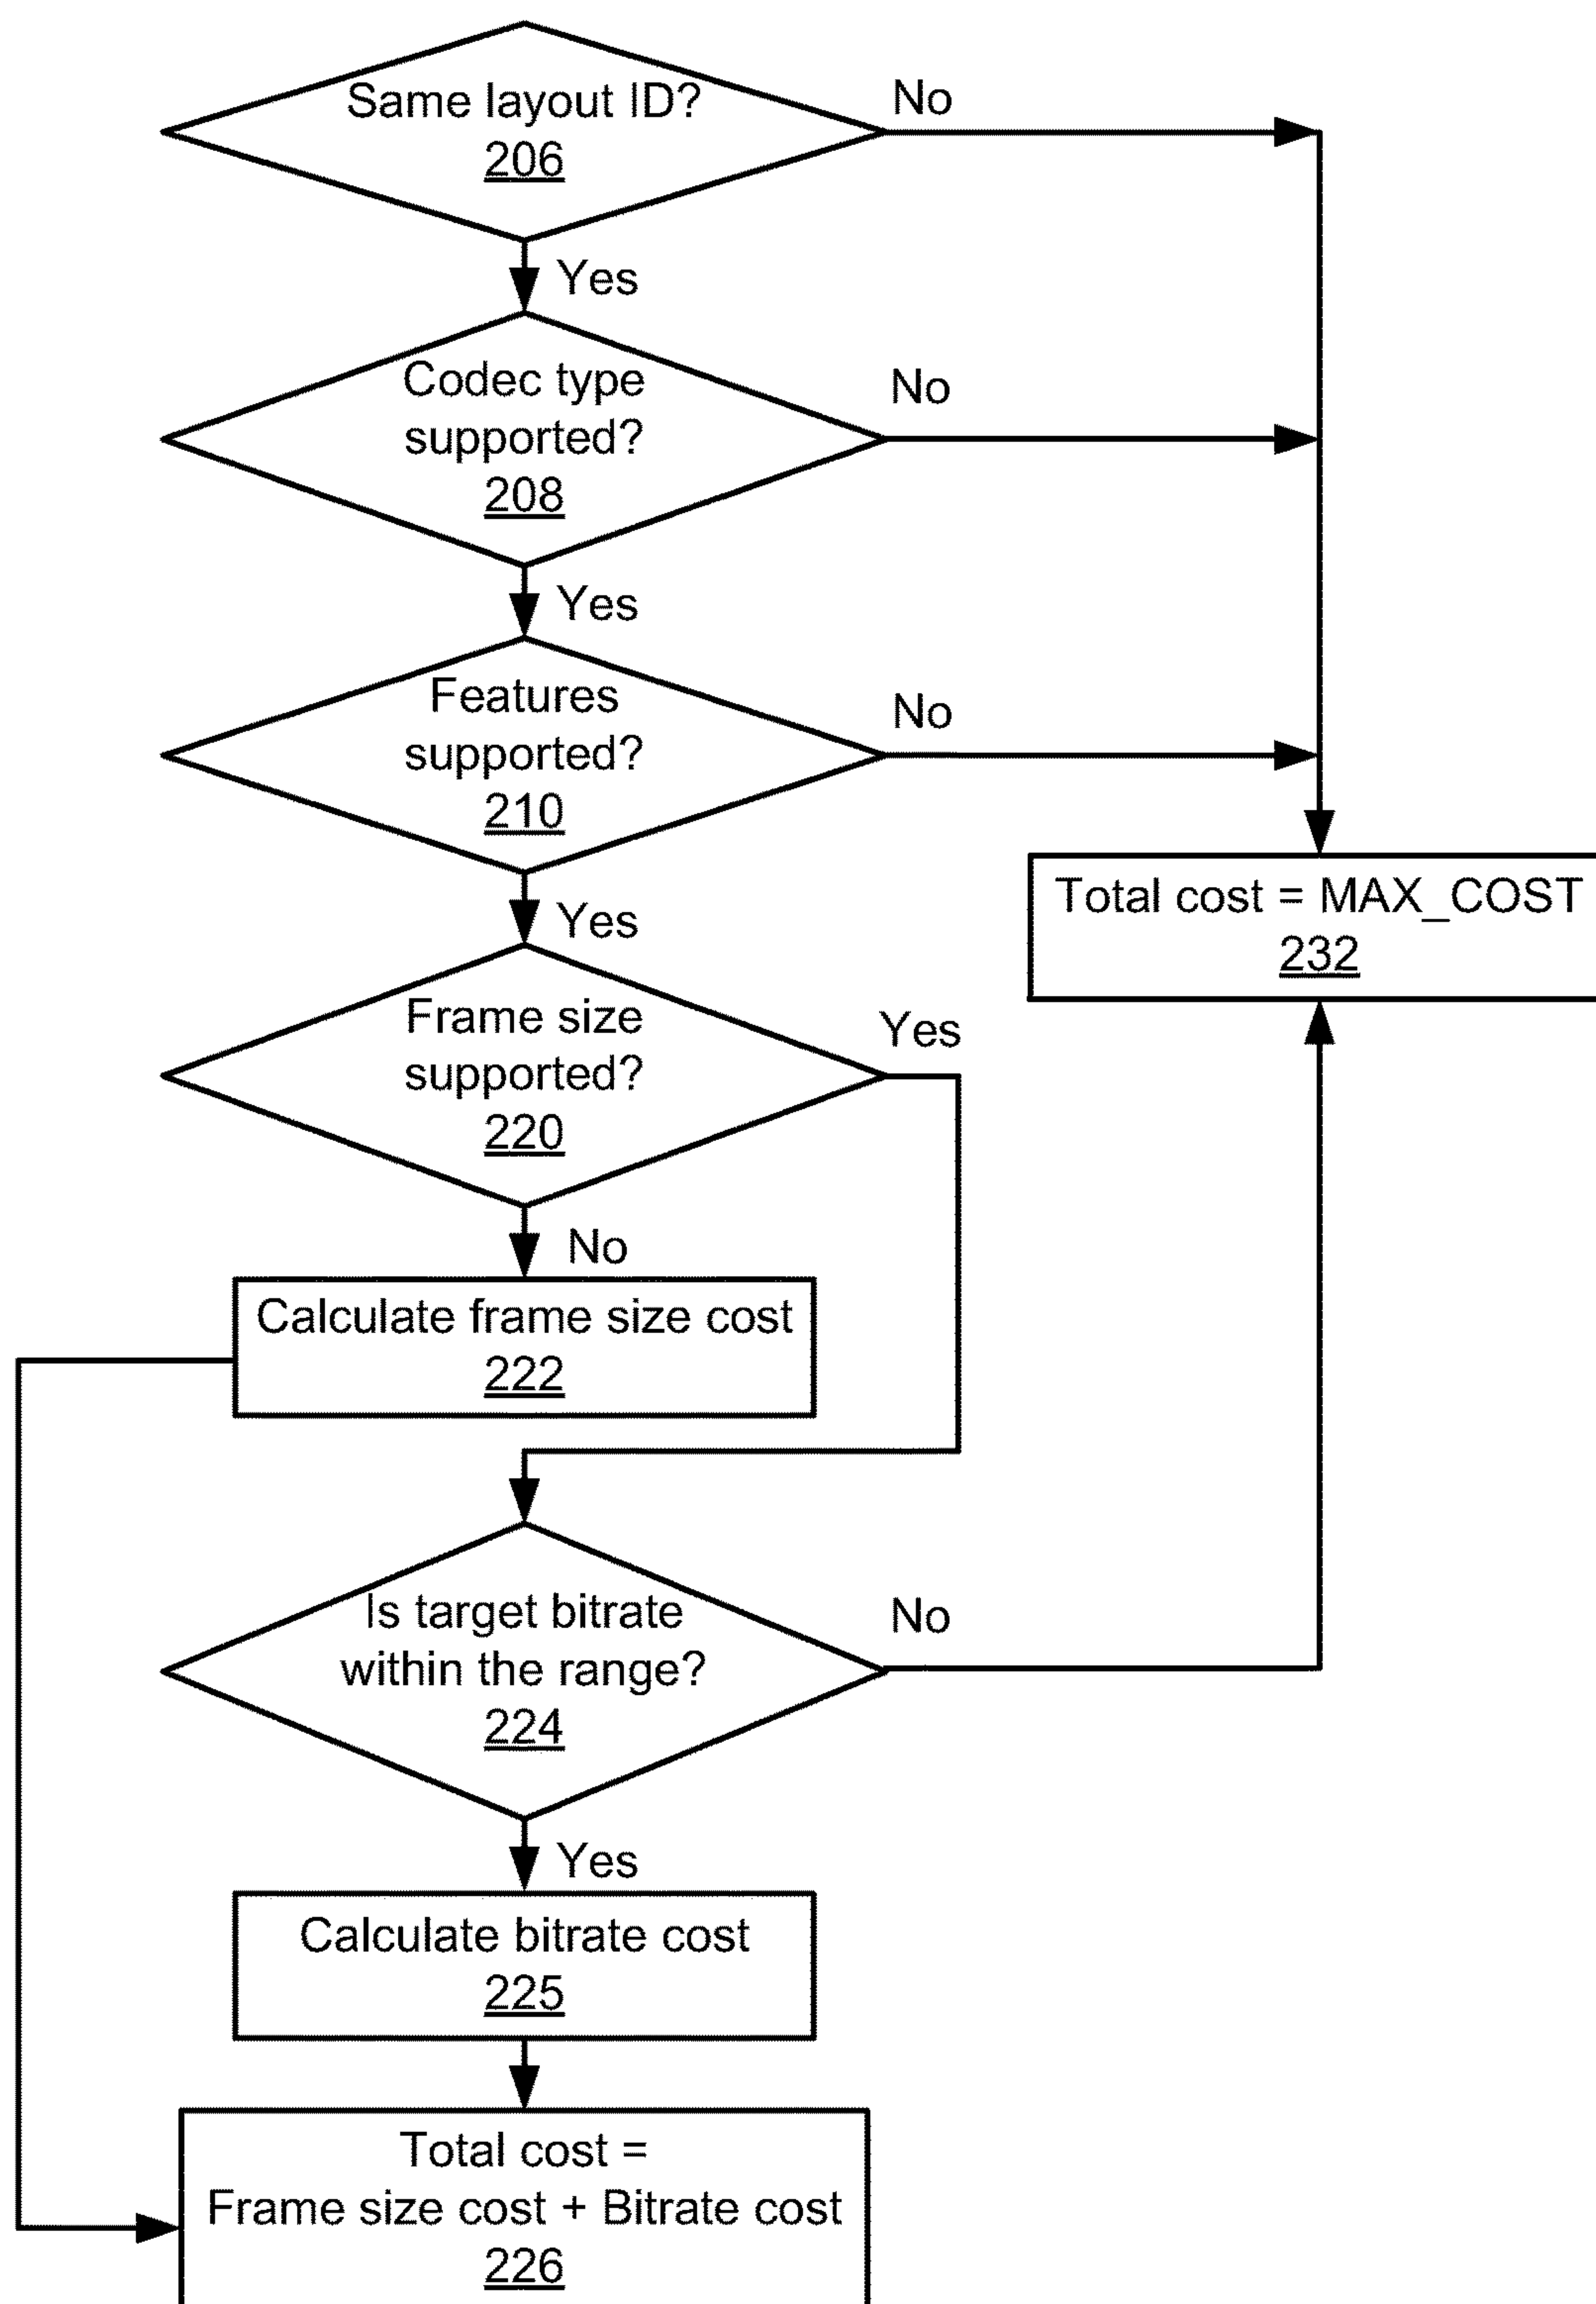 Same layout ID?
206
No
Yes
Codec type
supported?
208
No
Yes
Features
supported?
210
No
Yes
Total cost = MAX_COST
232
Frame size
supported?
220
Yes
No
Calculate frame size cost
222
Is target bitrate
within the range?
224
No
Yes
Calculate bitrate cost
225
Total cost =
Frame size cost + Bitrate cost
226